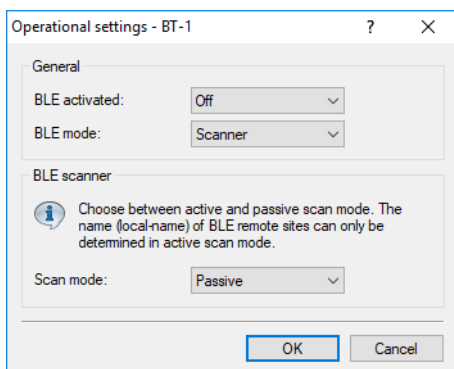 Operational settings - BT-1 ?
General
BLE activated: Off
BLE mode: Scanner
BLE scanner
Choose between active and passive scan mode. The
name (local-name) of BLE remote sites can only be
determined in active scan mode.
Scan mode: Passive
OK Cancel